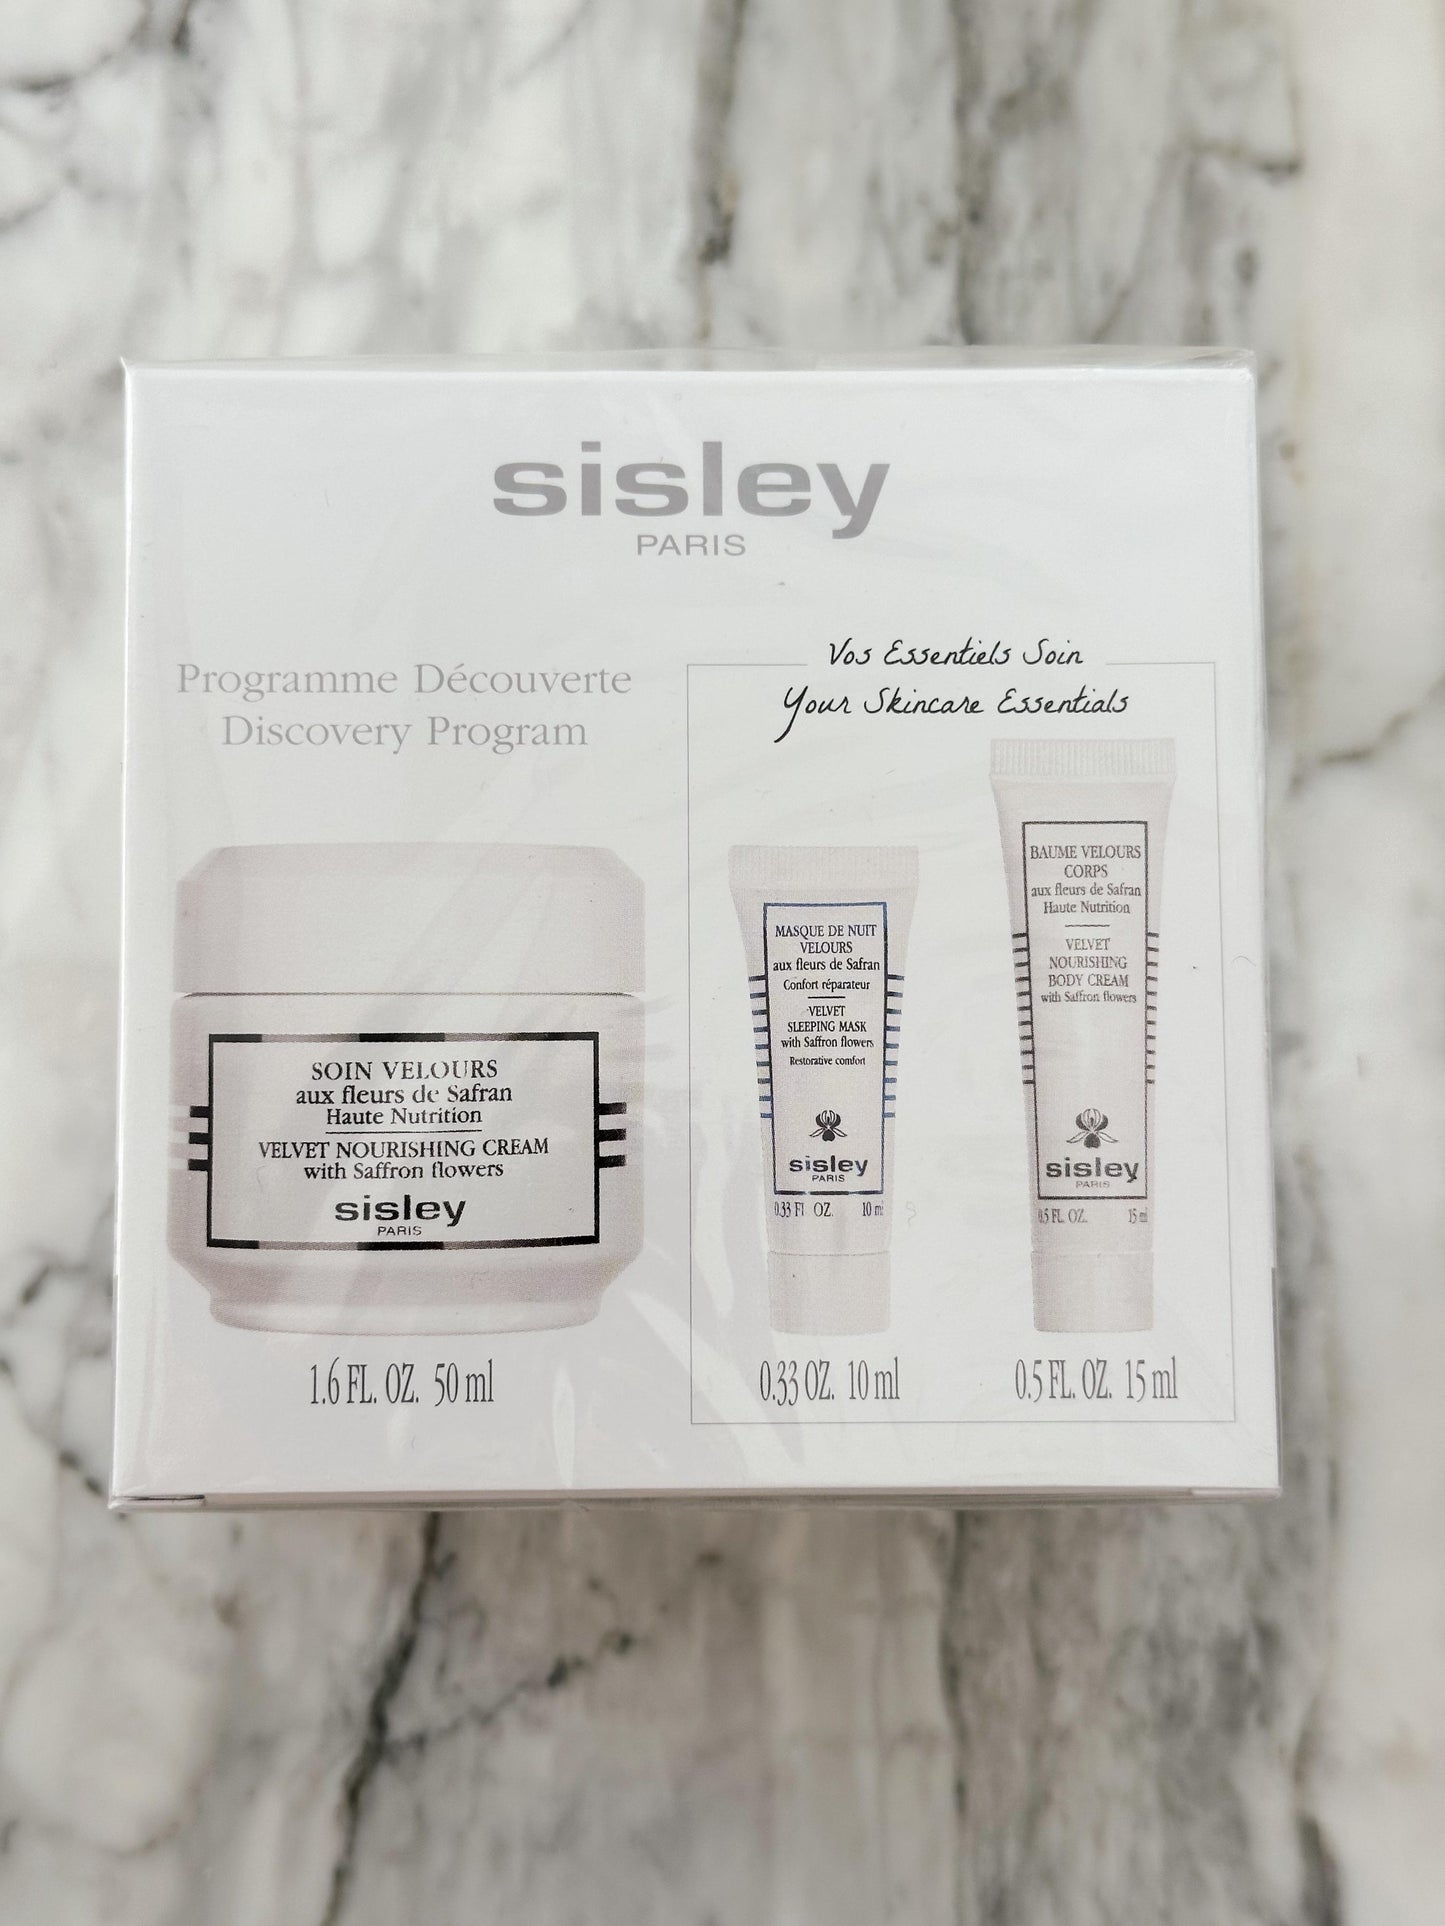 sisley
PARIS
Programme Découverte
Discovery Program
Vos Essentiels Soin
Your Skincare Essentials
SOIN VELOURS
aux fleurs de Safran
Haute Nutrition
VELVET NOURISHING CREAM
with Saffron flowers
sisley
PARIS
1.6 FL. OZ. 50 ml
MASQUE DE NUIT
VELOURS
aux fleurs de Safran
Confort réparateur
VELVET
SLEEPING MASK
with Saffron flowers
Restorative comfort
sisley
PARIS
0.33 Fl OZ. 10 ml
0.33 OZ. 10 ml
BAUME VELOURS
CORPS
aux fleurs de Safran
Haute Nutrition
VELVET
NOURISHING
BODY CREAM
with Saffron flowers
sisley
PARIS
0.5 FL. OZ. 15 ml
0.5 FL. OZ. 15 ml